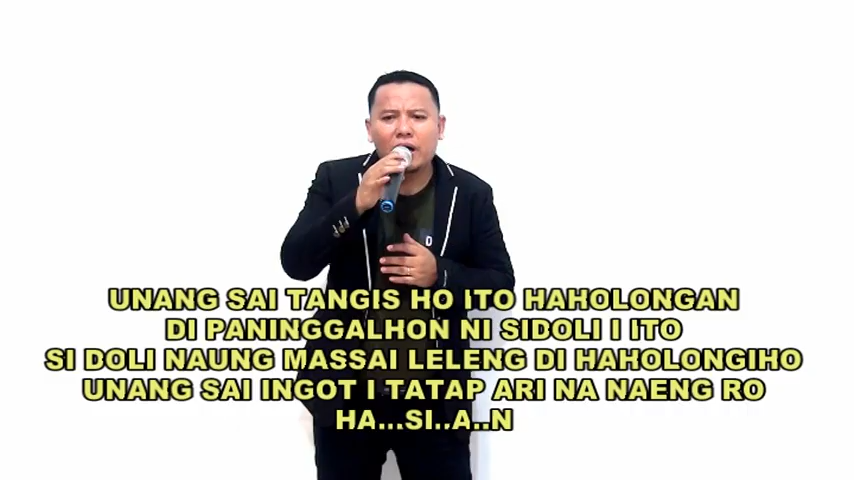 UNANG SAI TANGIS HO ITO HAHOLONGAN
DI PANINGGALHON NI SIDOLI I ITO
SI DOLI NAUNG MASSAI LELENG DI HAHOLONGIHO
UNANG SAI INGOT I TATAP ARI NA NAENG RO
HA...SI..A..N
D